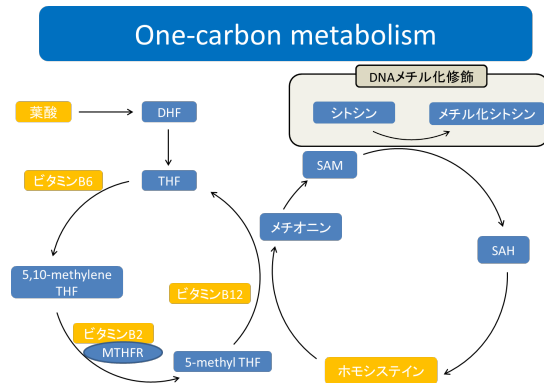 One-carbon metabolism
DNAメチル化修飾
シトシン
メチル化シトシン
葉酸
DHF
THF
ビタミンB6
SAM
メチオニン
SAH
5,10-methylene
THF
ビタミンB12
ビタミンB2
MTHFR
5-methyl THF
ホモシステイン